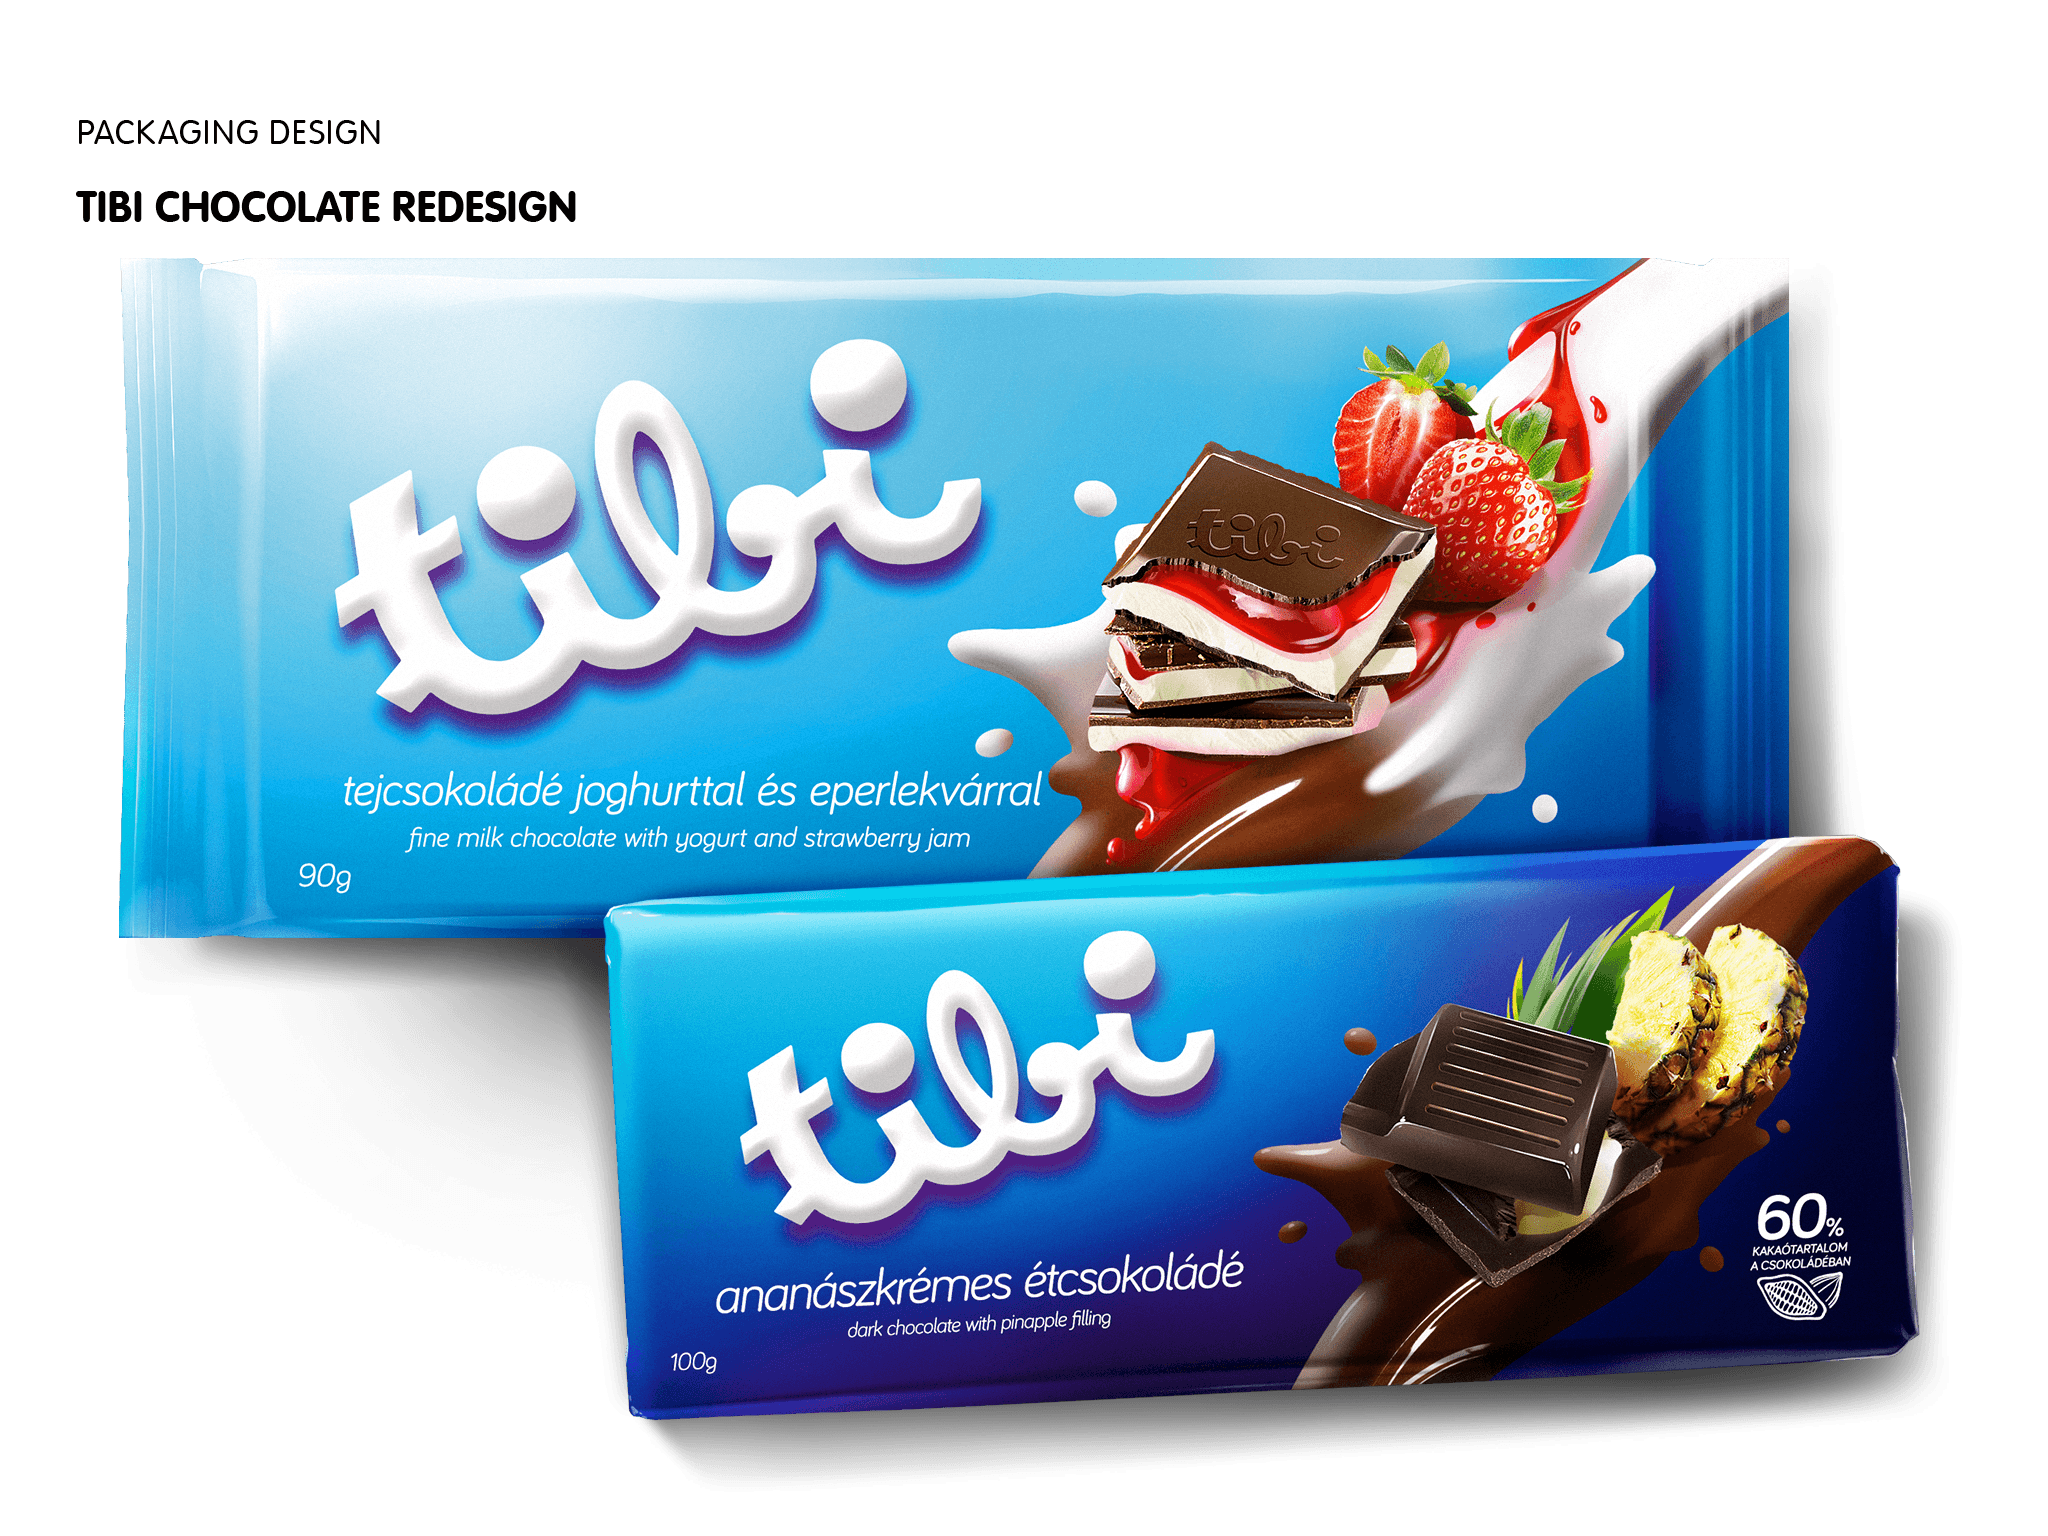 PACKAGING DESIGN
TIBI CHOCOLATE REDESIGN
tibi
tibi
tejcsokoládé joghurttal és eperlekvárral
fine milk chocolate with yogurt and strawberry jam
90g
tibi
ananászkrémes étcsokoládé
dark chocolate with pinapple filling
100g
60%
KAKAÓTARTALOM
A CSOKOLÁDÉBAN